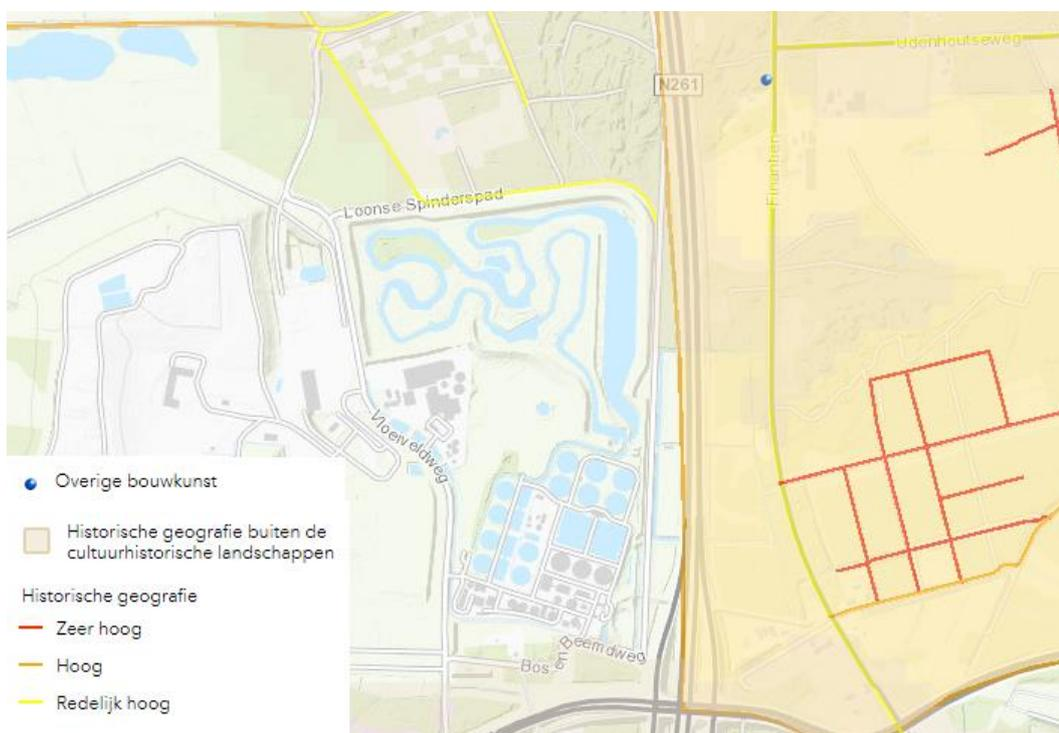 Udenhoutseweg
N261
Finantien
Loonse Spinderspad
Vloeiveldweg
Bos en Beemdweg
Overige bouwkunst
Historische geografie buiten de
cultuurhistorische landschappen
Historische geografie
Zeer hoog
Hoog
Redelijk hoog